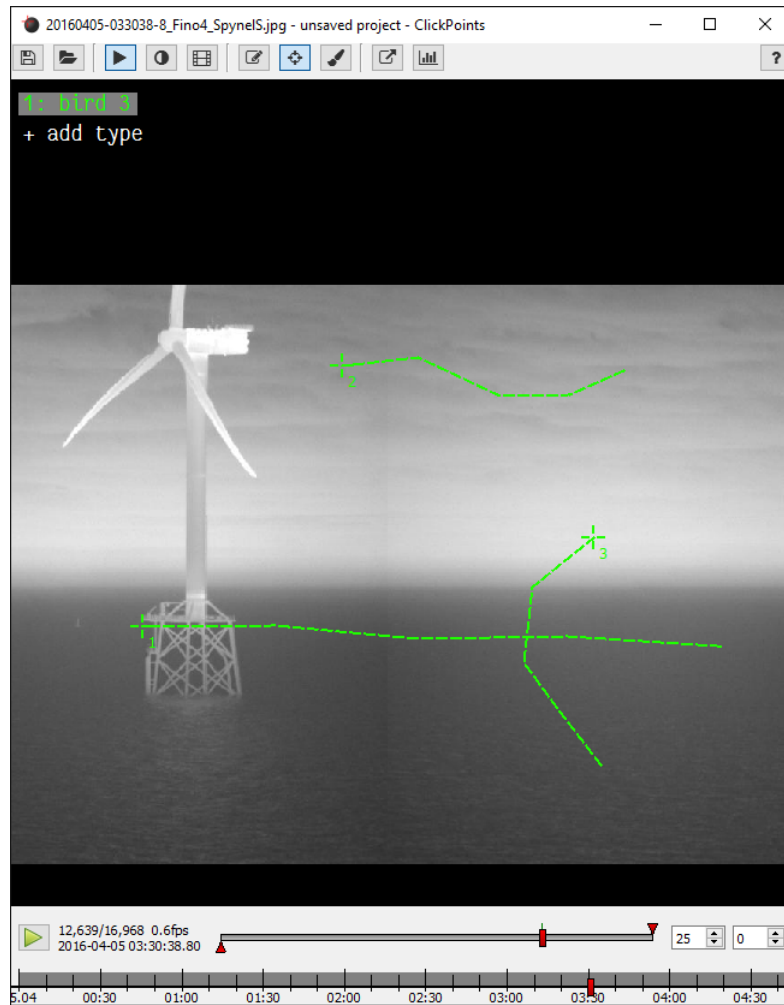 20160405-033038-8_Fino4_SpynelS.jpg - unsaved project - ClickPoints
?
1: bird 3
+ add type
2
3
1
12,639/16,968 0.6fps
2016-04-05 03:30:38.80
25
0
5.04 00:30 01:00 01:30 02:00 02:30 03:00 03:30 04:00 04:30